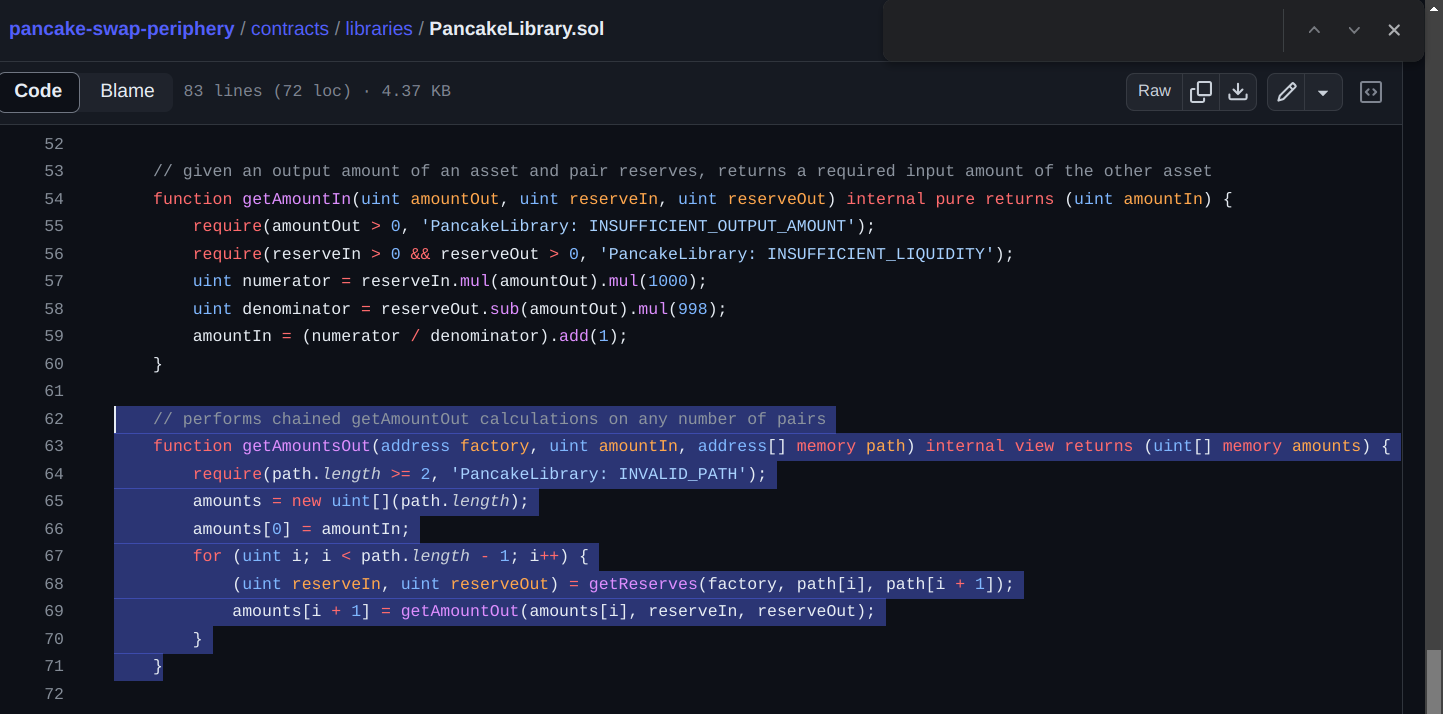 pancake-swap-periphery / contracts / libraries / PancakeLibrary.sol
Code Blame 83 lines (72 loc) · 4.37 KB Raw
52
53 // given an output amount of an asset and pair reserves, returns a required input amount of the other asset
54 function getAmountIn(uint amountOut, uint reserveIn, uint reserveOut) internal pure returns (uint amountIn) {
55 require(amountOut > 0, 'PancakeLibrary: INSUFFICIENT_OUTPUT_AMOUNT');
56 require(reserveIn > 0 && reserveOut > 0, 'PancakeLibrary: INSUFFICIENT_LIQUIDITY');
57 uint numerator = reserveIn.mul(amountOut).mul(1000);
58 uint denominator = reserveOut.sub(amountOut).mul(998);
59 amountIn = (numerator / denominator).add(1);
60 }
61
62 // performs chained getAmountOut calculations on any number of pairs
63 function getAmountsOut(address factory, uint amountIn, address[] memory path) internal view returns (uint[] memory amounts) {
64 require(path.length >= 2, 'PancakeLibrary: INVALID_PATH');
65 amounts = new uint[](path.length);
66 amounts[0] = amountIn;
67 for (uint i; i < path.length - 1; i++) {
68 (uint reserveIn, uint reserveOut) = getReserves(factory, path[i], path[i + 1]);
69 amounts[i + 1] = getAmountOut(amounts[i], reserveIn, reserveOut);
70 }
71 }
72